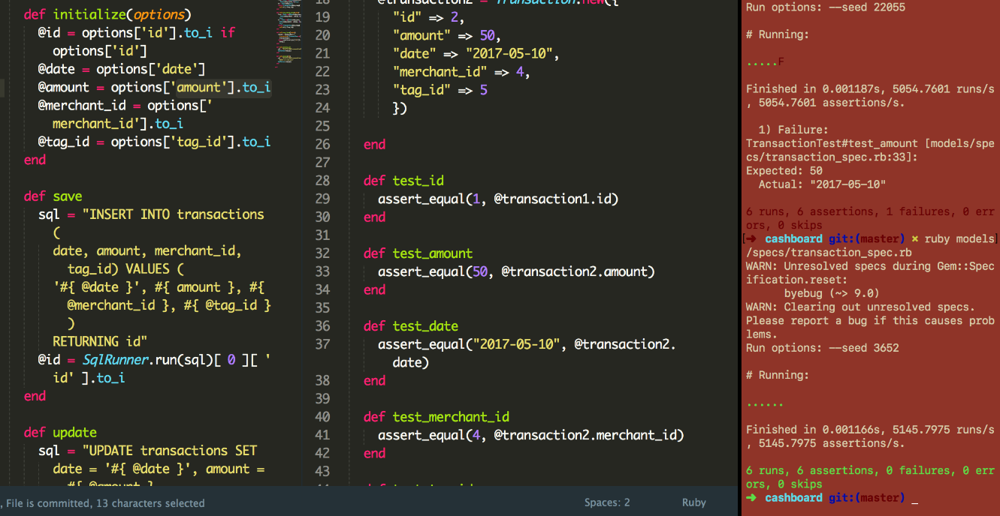 def initialize(options)
@id = options['id'].to_i if
options['id']
@date = options['date']
@amount = options['amount'].to_i
@merchant_id = options['
merchant_id'].to_i
@tag_id = options['tag_id'].to_i
end
def save
sql = "INSERT INTO transactions
(
date, amount, merchant_id,
tag_id) VALUES (
'#{ @date }', #{ amount }, #{
@merchant_id }, #{ @tag_id }
)
RETURNING id"
@id = SqlRunner.run(sql)[ 0 ][ '
id' ].to_i
end
def update
sql = "UPDATE transactions SET
date = '#{ @date }', amount =
#{ @amount }
18 @transaction2 = Transaction.new({
19 "id" => 2,
20 "amount" => 50,
21 "date" => "2017-05-10",
22 "merchant_id" => 4,
23 "tag_id" => 5
24 })
25
26 end
27
28 def test_id
29 assert_equal(1, @transaction1.id)
30 end
31
32 def test_amount
33 assert_equal(50, @transaction2.amount)
34 end
35
36 def test_date
37 assert_equal("2017-05-10", @transaction2.
date)
38 end
39
40 def test_merchant_id
41 assert_equal(4, @transaction2.merchant_id)
42 end
43
Run options: --seed 22055
# Running:
.....F
Finished in 0.001187s, 5054.7601 runs/s
, 5054.7601 assertions/s.
1) Failure:
TransactionTest#test_amount [models/spe
cs/transaction_spec.rb:33]:
Expected: 50
Actual: "2017-05-10"
6 runs, 6 assertions, 1 failures, 0 err
ors, 0 skips
[➜ cashboard git:(master) ✗ ruby models]
/specs/transaction_spec.rb
WARN: Unresolved specs during Gem::Spec
ification.reset:
byebug (~> 9.0)
WARN: Clearing out unresolved specs.
Please report a bug if this causes prob
lems.
Run options: --seed 3652
# Running:
......
Finished in 0.001166s, 5145.7975 runs/s
, 5145.7975 assertions/s.
6 runs, 6 assertions, 0 failures, 0 err
ors, 0 skips
➜ cashboard git:(master) _
, File is committed, 13 characters selected
Spaces: 2
Ruby